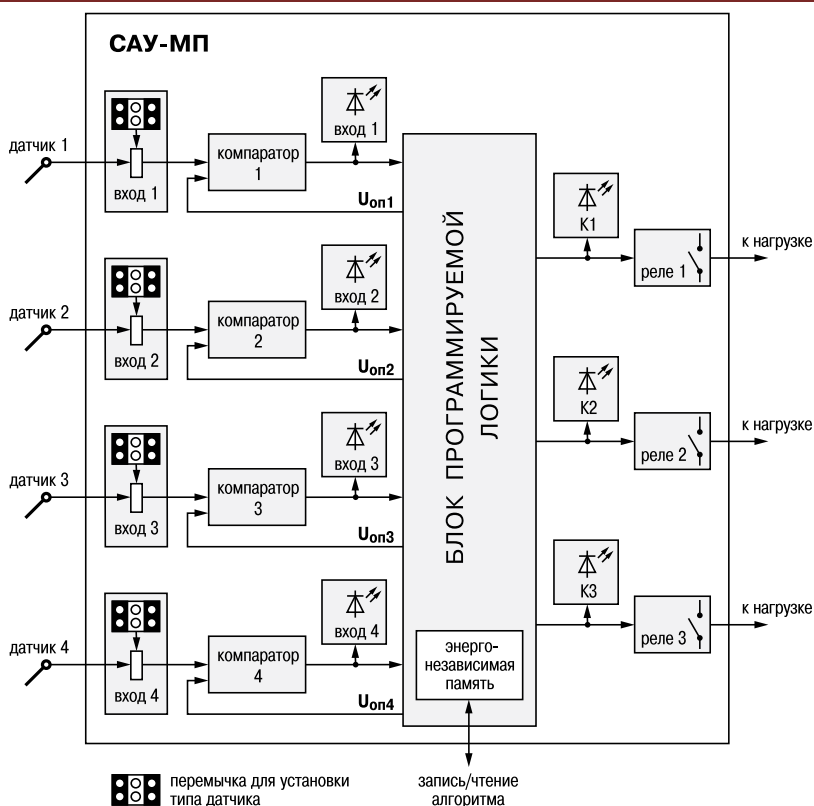 САУ-МП
датчик 1
вход 1
компаратор
1
вход 1
Uоп1
К1
реле 1
к нагрузке
датчик 2
вход 2
компаратор
2
вход 2
Uоп2
К2
реле 2
к нагрузке
датчик 3
вход 3
компаратор
3
вход 3
Uоп3
К3
реле 3
к нагрузке
датчик 4
вход 4
компаратор
4
вход 4
Uоп4
БЛОК ПРОГРАММИРУЕМОЙ
ЛОГИКИ
энерго-
независимая
память
перемычка для установки
типа датчика
запись/чтение
алгоритма